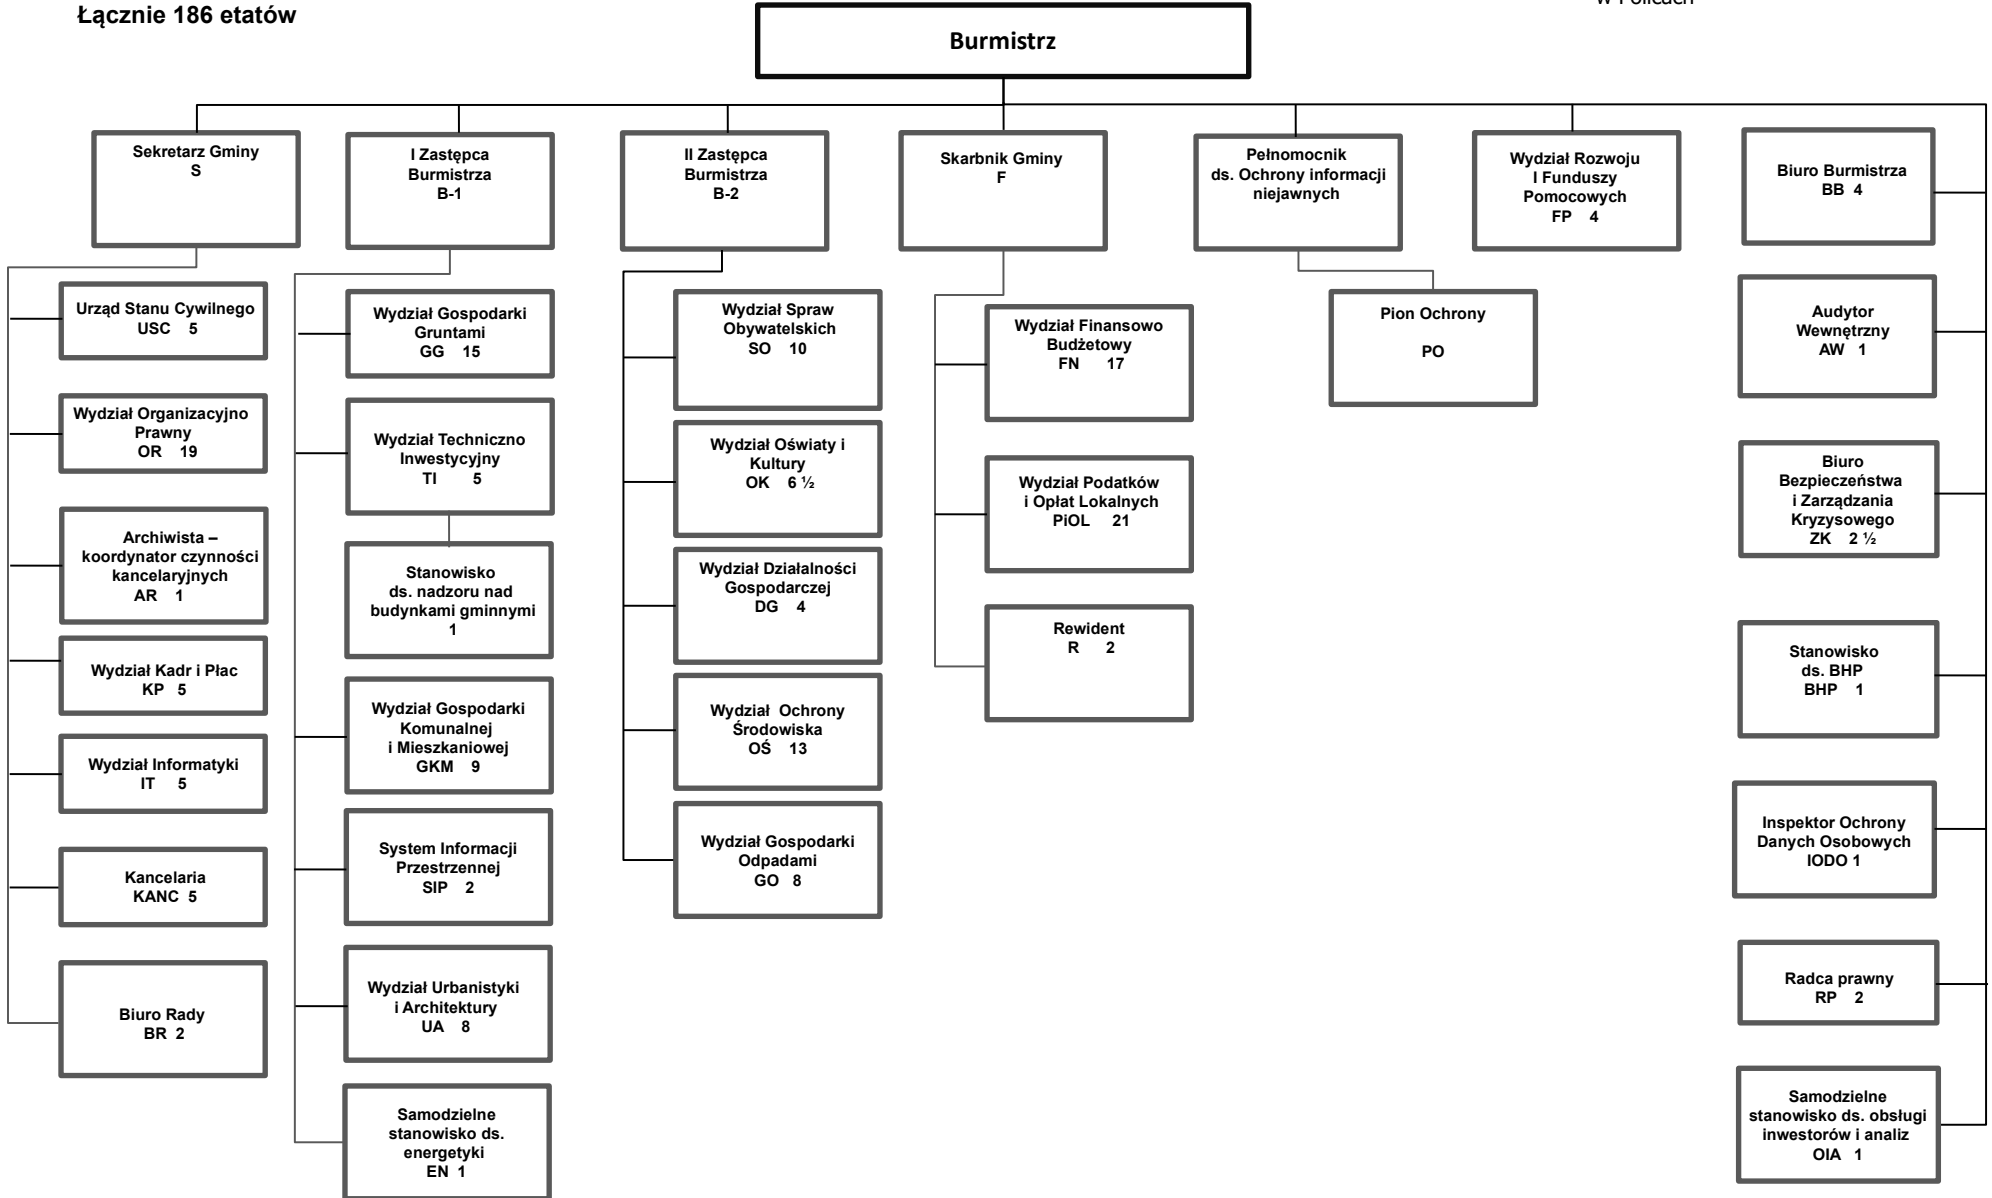 Łącznie 186 etatów
w Policach
Burmistrz
Sekretarz Gminy
S
I Zastępca
Burmistrza
B-1
II Zastępca
Burmistrza
B-2
Skarbnik Gminy
F
Pełnomocnik
ds. Ochrony informacji
niejawnych
Wydział Rozwoju
I Funduszy
Pomocowych
FP 4
Biuro Burmistrza
BB 4
Urząd Stanu Cywilnego
USC 5
Wydział Organizacyjno
Prawny
OR 19
Archiwista –
koordynator czynności
kancelaryjnych
AR 1
Wydział Kadr i Płac
KP 5
Wydział Informatyki
IT 5
Kancelaria
KANC 5
Biuro Rady
BR 2
Wydział Gospodarki
Gruntami
GG 15
Wydział Techniczno
Inwestycyjny
TI 5
Stanowisko
ds. nadzoru nad
budynkami gminnymi
1
Wydział Gospodarki
Komunalnej
i Mieszkaniowej
GKM 9
System Informacji
Przestrzennej
SIP 2
Wydział Urbanistyki
i Architektury
UA 8
Samodzielne
stanowisko ds.
energetyki
EN 1
Wydział Spraw
Obywatelskich
SO 10
Wydział Oświaty i
Kultury
OK 6 ½
Wydział Działalności
Gospodarczej
DG 4
Wydział Ochrony
Środowiska
OŚ 13
Wydział Gospodarki
Odpadami
GO 8
Wydział Finansowo
Budżetowy
FN 17
Wydział Podatków
i Opłat Lokalnych
PiOL 21
Rewident
R 2
Pion Ochrony
PO
Audytor
Wewnętrzny
AW 1
Biuro
Bezpieczeństwa
i Zarządzania
Kryzysowego
ZK 2 ½
Stanowisko
ds. BHP
BHP 1
Inspektor Ochrony
Danych Osobowych
IODO 1
Radca prawny
RP 2
Samodzielne
stanowisko ds. obsługi
inwestorów i analiz
OIA 1